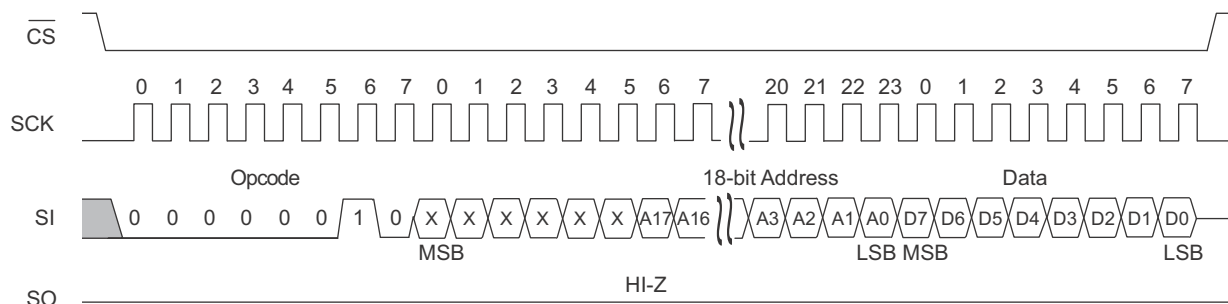 CS
0 1 2 3 4 5 6 7 0 1 2 3 4 5 6 7 20 21 22 23 0 1 2 3 4 5 6 7
SCK
Opcode 18-bit Address Data
SI 0 0 0 0 0 0 1 0 X X X X X X A17 A16 A3 A2 A1 A0 D7 D6 D5 D4 D3 D2 D1 D0
MSB LSB MSB LSB
HI-Z
SO